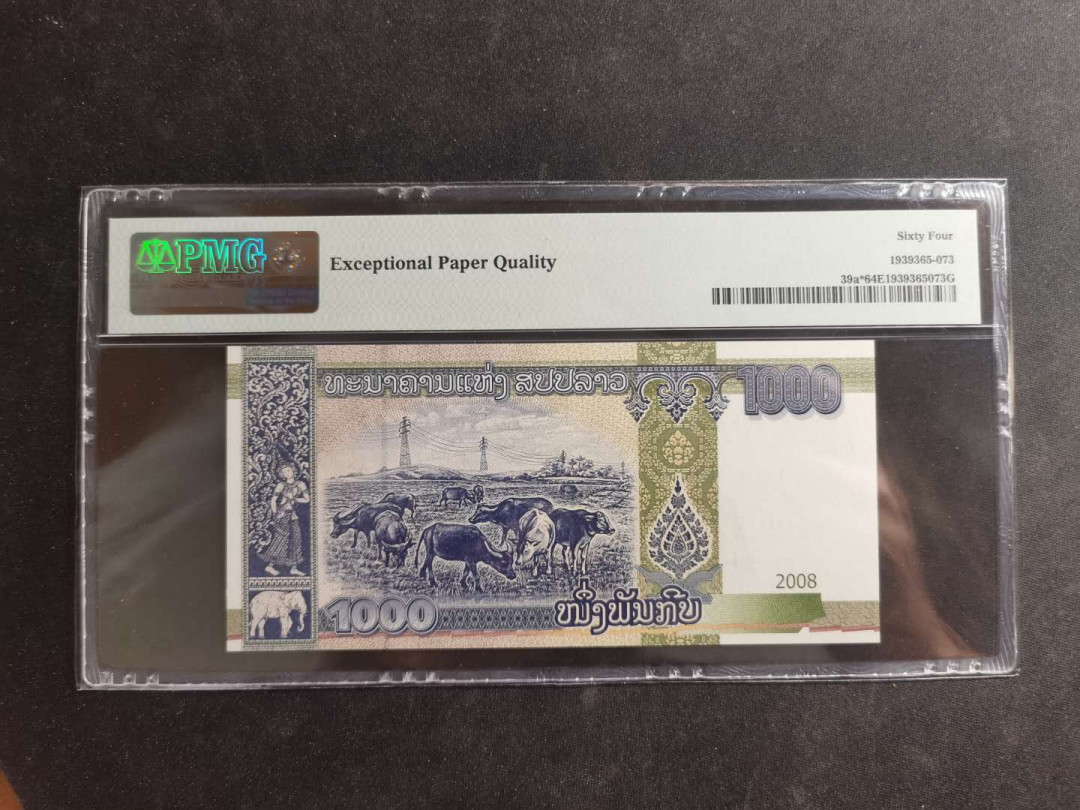 PMG
Exceptional Paper Quality
Sixty Four
1939365-073
39a*64E1939365073G
ທະນາຄານແຫ່ງ ສປປລາວ
1000
2008
1000
ໜຶ່ງພັນກີບ